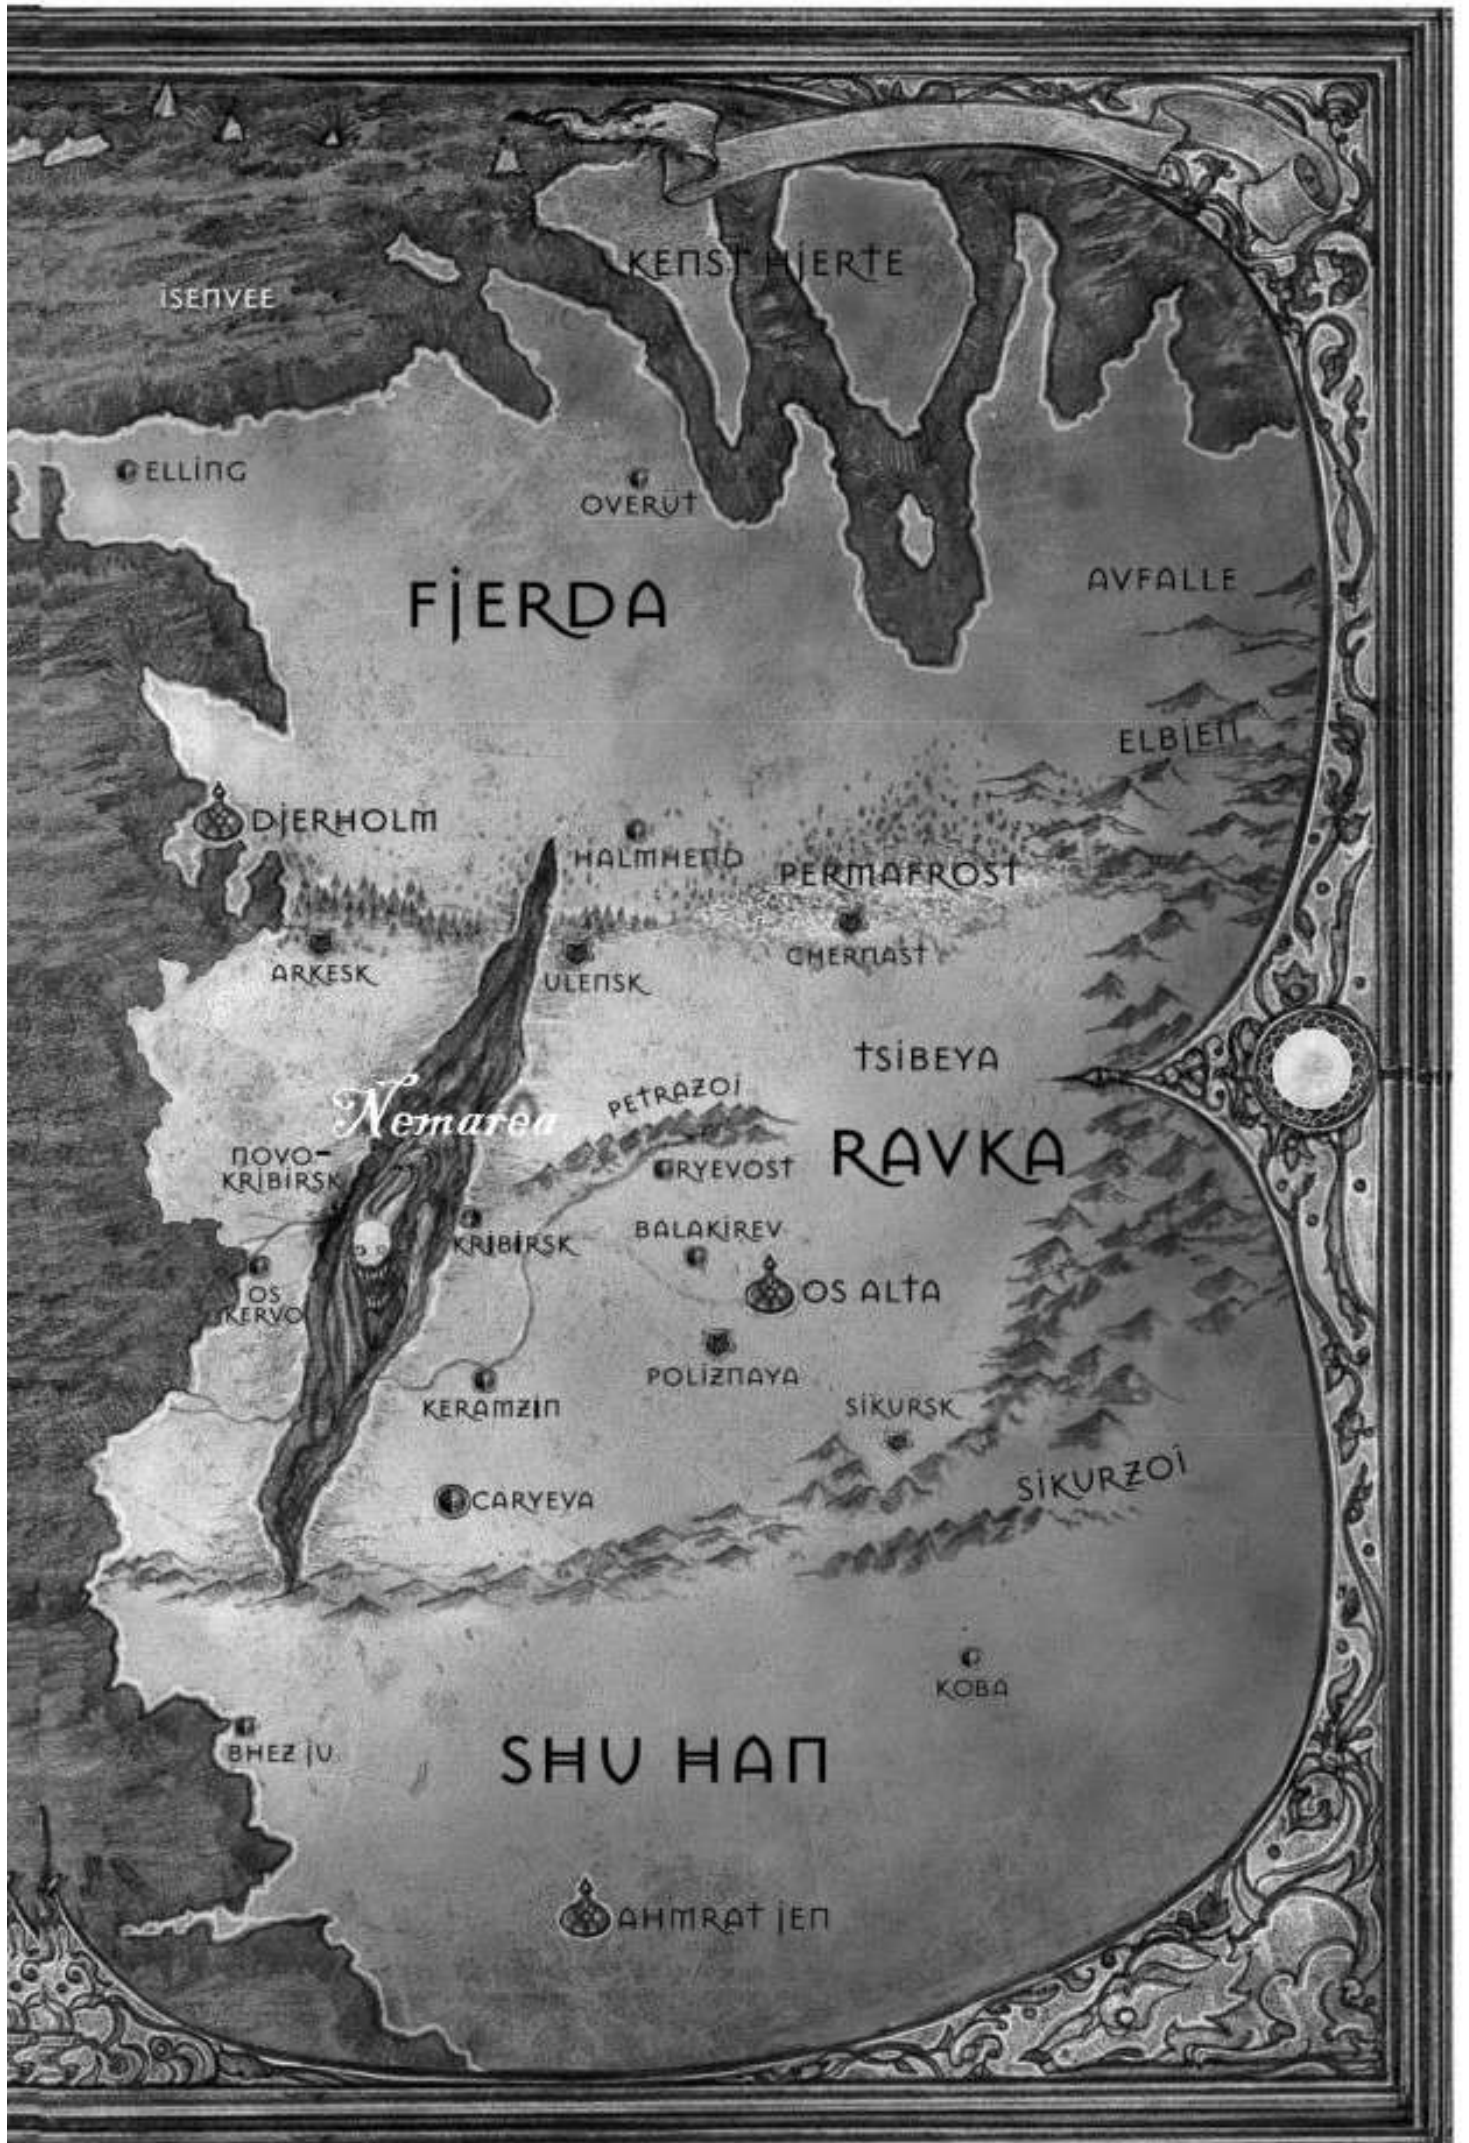 KENST HJERTE
ISENVEE
ELLING
OVERÜT
AVFALLE
FJERDA
ELBJEN
DJERHOLM
HALMHEND
PERMAFROST
ARKESK
ULENSK
CHERNAST
TSIBEYA
PETRAZOI
Nemarea
RAVKA
NOVO-
KRIBIRSK
RYEVOST
KRIBIRSK
BALAKIREV
OS ALTA
OS
KERVO
POLIZNAYA
KERAMZIN
SIKURSK
SIKURZOI
CARYEVA
KOBA
BHEZ JU
SHU HAN
AHMRAT JEN